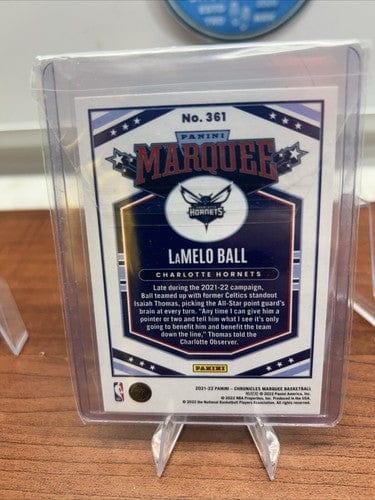 No. 361
PANINI
MARQUEE
HORNETS
LAMELO BALL
CHARLOTTE HORNETS
Late during the 2021-22 campaign,
Ball teamed up with former Celtics standout
Isaiah Thomas, picking the All-Star point guard's
brain at every turn. "Any time I can give him a
pointer or two and tell him what I see it's only
going to benefit him and benefit the team
down the line," Thomas told the
Charlotte Observer.
PANINI
2021-22 PANINI – CHRONICLES MARQUEE BASKETBALL
© 2022 Panini America, Inc.
© 2022 NBA Properties, Inc. Produced in the USA.
© 2022 the National Basketball Players Association. All rights reserved.